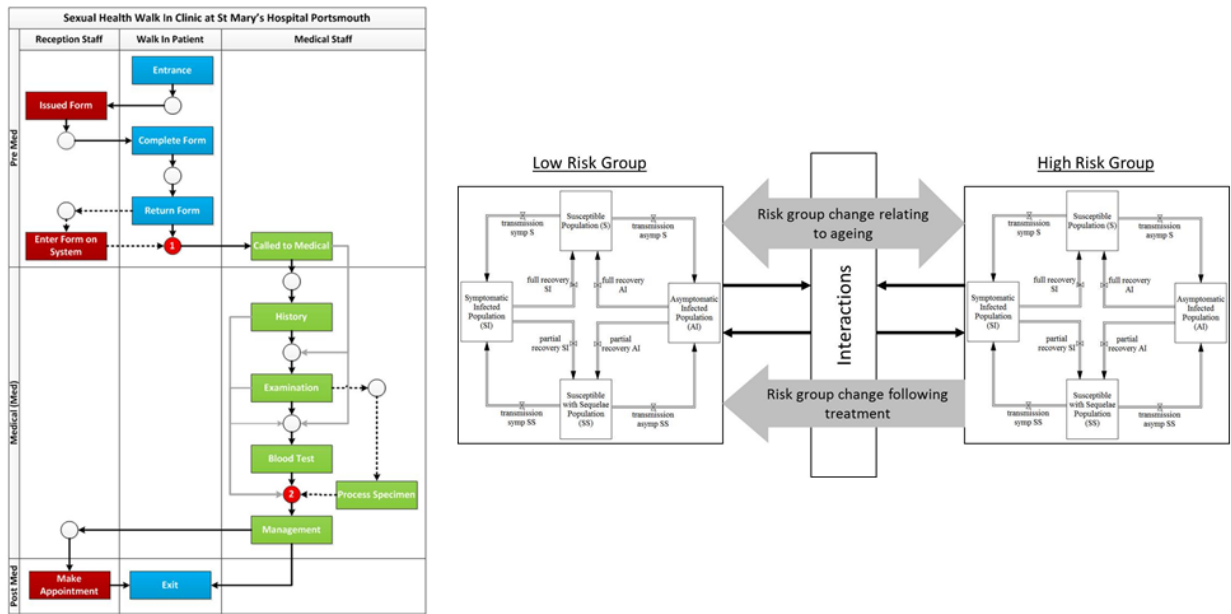 Sexual Health Walk In Clinic at St Mary's Hospital Portsmouth
Reception Staff
Walk In Patient
Medical Staff
Pre Med
Entrance
Issued Form
Complete Form
Return Form
Enter Form on
System
1
Called to Medical
Medical (Med)
History
Examination
Blood Test
2
Process Specimen
Management
Post Med
Make
Appointment
Exit
Low Risk Group
Susceptible
Population (S)
transmission
symp S
transmission
asymp S
full recovery
SI
full recovery
AI
Symptomatic
Infected
Population
(SI)
Asymptomatic
Infected
Population (AI)
partial
recovery SI
partial
recovery AI
Susceptible
with Sequelae
Population
(SS)
transmission
symp SS
transmission
asymp SS
Risk group change relating
to ageing
Interactions
Risk group change following
treatment
High Risk Group
Susceptible
Population (S)
transmission
symp S
transmission
asymp S
full recovery
SI
full recovery
AI
Symptomatic
Infected
Population
(SI)
Asymptomatic
Infected
Population (AI)
partial
recovery SI
partial
recovery AI
Susceptible
with Sequelae
Population
(SS)
transmission
symp SS
transmission
asymp SS